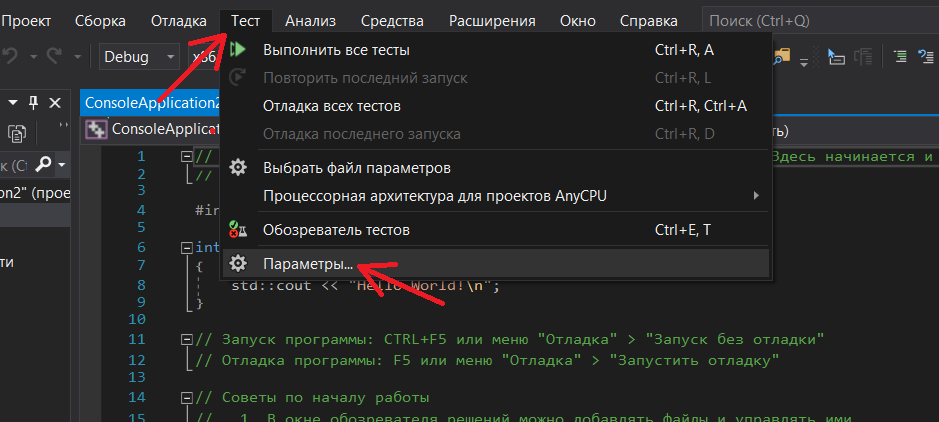 Проект Сборка Отладка Тест Анализ Средства Расширения Окно Справка Поиск (Ctrl+Q)
Debug x86
Выполнить все тесты Ctrl+R, A
Повторить последний запуск Ctrl+R, L
ConsoleApplication2
Отладка всех тестов Ctrl+R, Ctrl+A
ConsoleApplicat
Отладка последнего запуска Ctrl+R, D
1 // Здесь начинается и
к (Ct
2 //
Выбрать файл параметров
3
on2" (прое
Процессорная архитектура для проектов AnyCPU
4 #in
5
Обозреватель тестов Ctrl+E, T
6 int
ти
7 {
Параметры...
8 std::cout << "Hello World!\n";
9 }
10
11 // Запуск программы: CTRL+F5 или меню "Отладка" > "Запуск без отладки"
12 // Отладка программы: F5 или меню "Отладка" > "Запустить отладку"
13
14 // Советы по началу работы
15 // 1. В окне обозревателя решений можно добавлять файлы и управлять ими